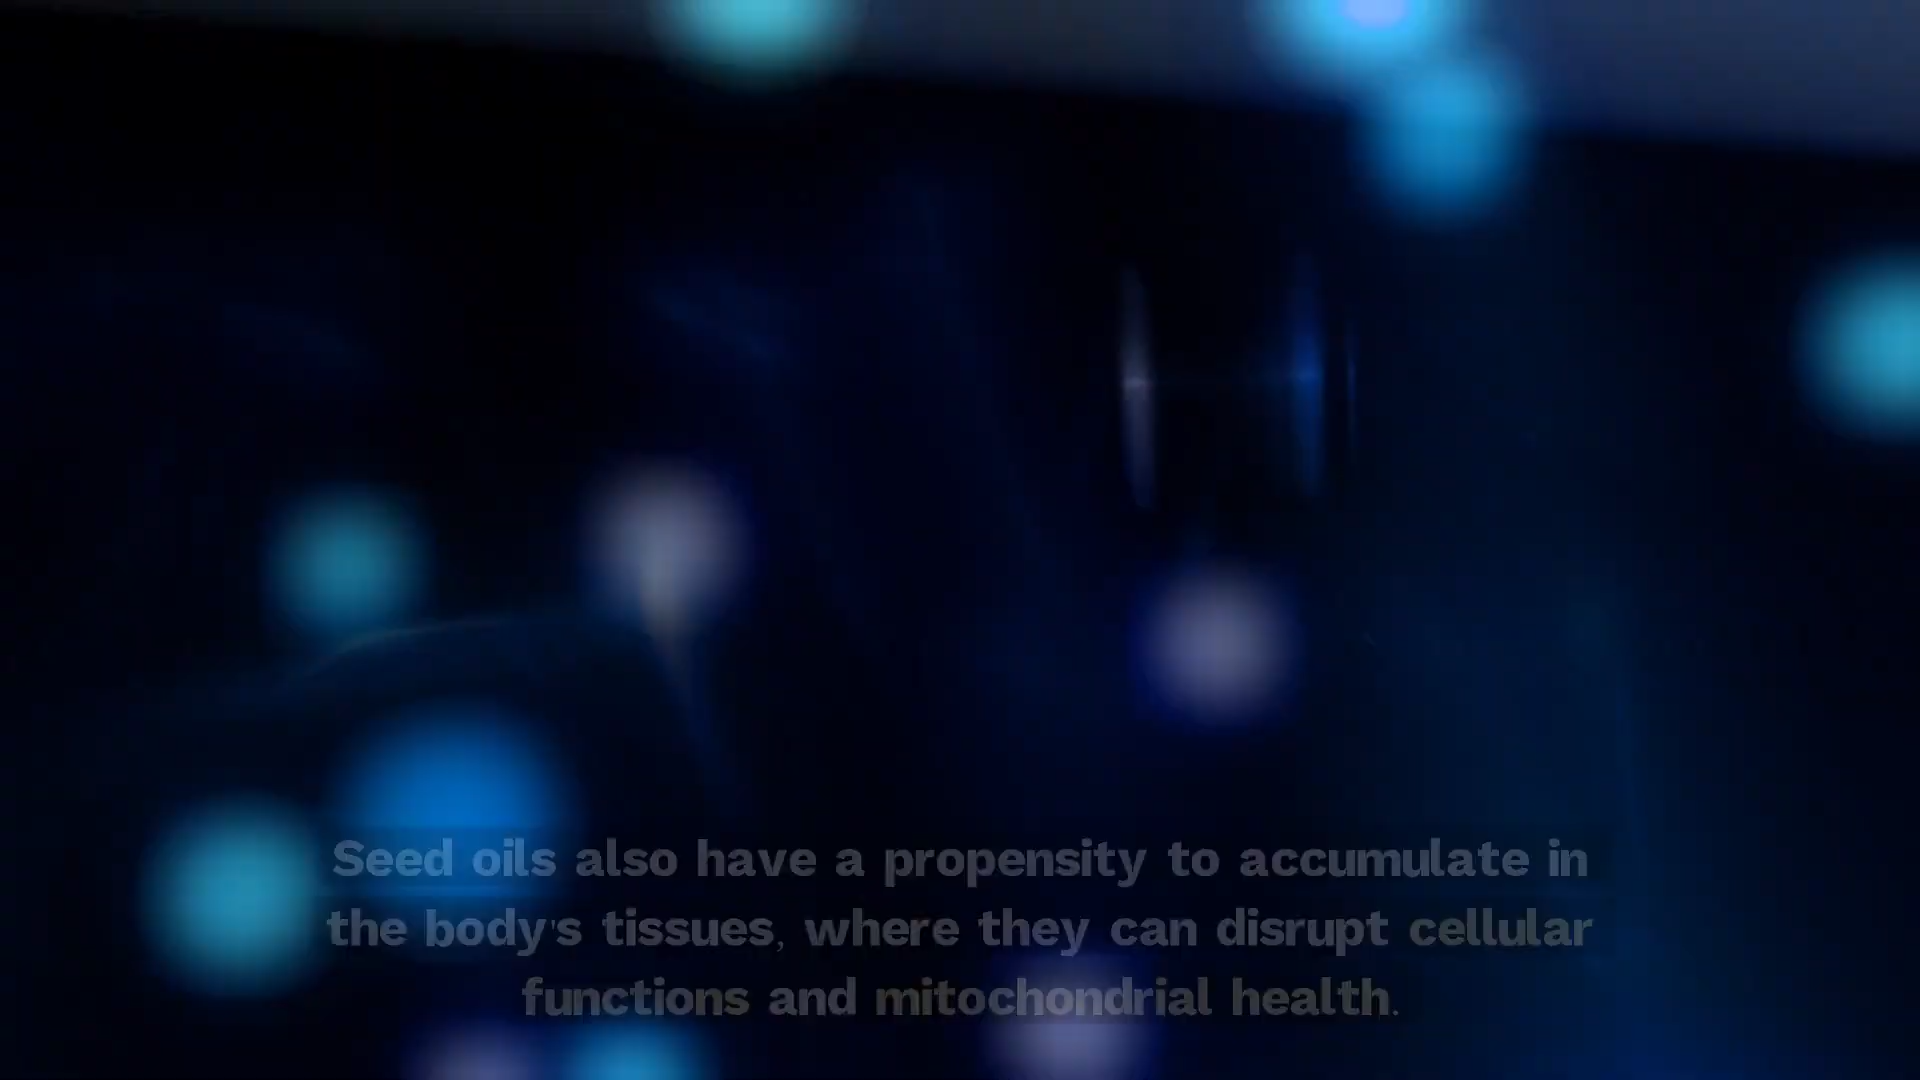 Seed oils also have a propensity to accumulate in
the body's tissues, where they can disrupt cellular
functions and mitochondrial health.